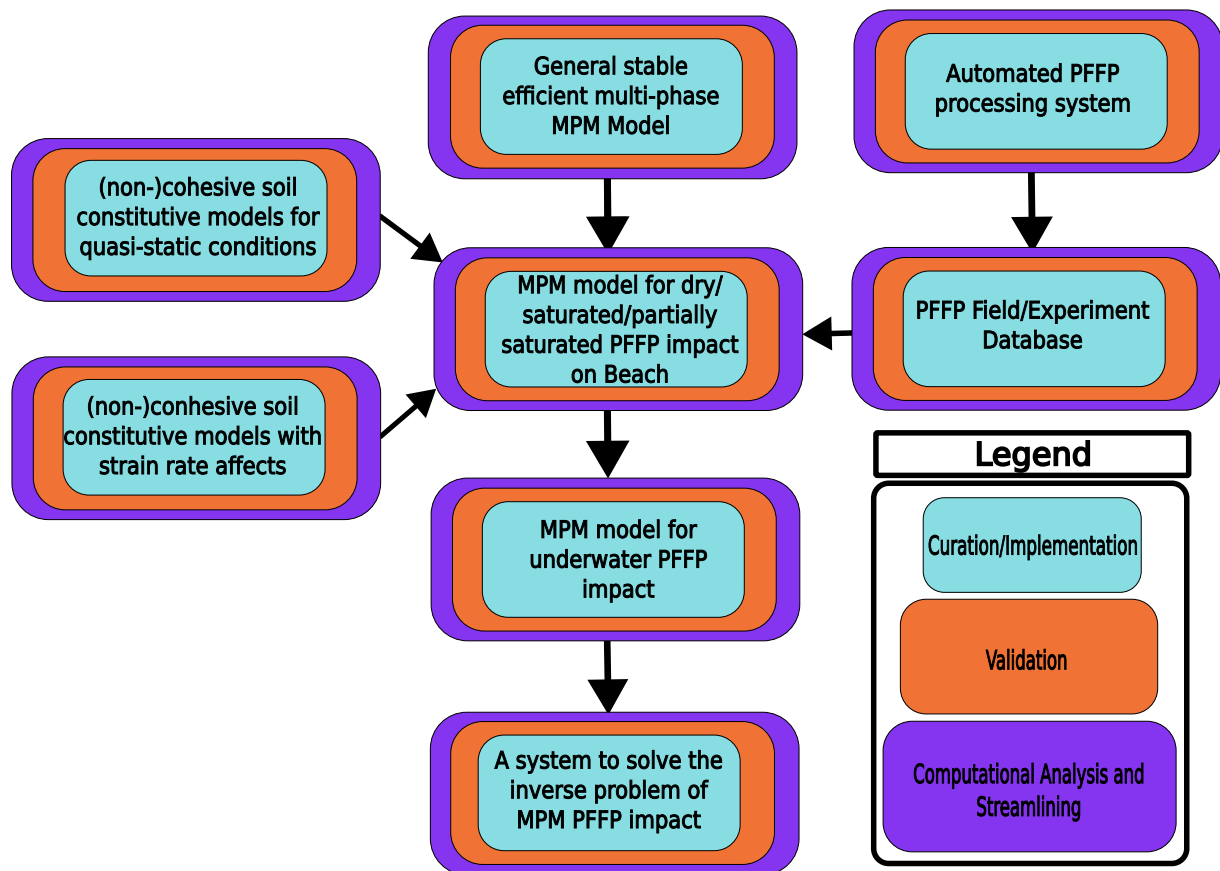 General stable
efficient multi-phase
MPM Model
Automated PFFP
processing system
(non-)cohesive soil
constitutive models for
quasi-static conditions
MPM model for dry/
saturated/partially
saturated PFFP impact
on Beach
PFFP Field/Experiment
Database
(non-)conhesive soil
constitutive models with
strain rate affects
MPM model for
underwater PFFP
impact
A system to solve the
inverse problem of
MPM PFFP impact
Legend
Curation/Implementation
Validation
Computational Analysis and
Streamlining